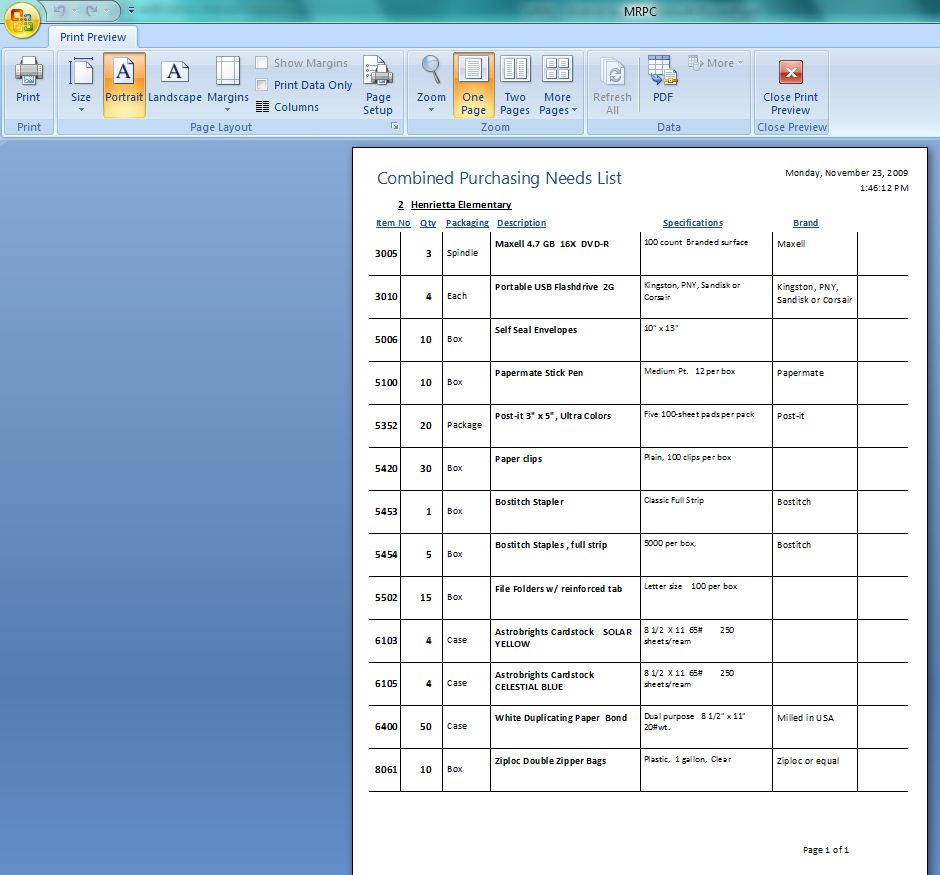 MRPC
Print Preview
Print
Size
Portrait
Landscape
Margins
Show Margins
Print Data Only
Columns
Page Setup
Zoom
One Page
Two Pages
More Pages
Refresh All
PDF
More
Close Print Preview
Print
Page Layout
Zoom
Data
Close Preview
Combined Purchasing Needs List
Monday, November 23, 2009
1:46:12 PM
2 Henrietta Elementary
Item No Qty Packaging Description Specifications Brand
3005 3 Spindle Maxell 4.7 GB 16X DVD-R 100 count Branded surface Maxell
3010 4 Each Portable USB Flashdrive 2G Kingston, PNY, Sandisk or Corsair Kingston, PNY, Sandisk or Corsair
5006 10 Box Self Seal Envelopes 10" x 13"
5100 10 Box Papermate Stick Pen Medium Pt. 12 per box Papermate
5352 20 Package Post-it 3" x 5", Ultra Colors Five 100-sheet pads per pack Post-it
5420 30 Box Paper clips Plain, 100 clips per box
5453 1 Box Bostitch Stapler Classic Full Strip Bostitch
5454 5 Box Bostitch Staples , full strip 5000 per box, Bostitch
5502 15 Box File Folders w/ reinforced tab Letter size 100 per box
6103 4 Case Astrobrights Cardstock SOLAR YELLOW 8 1/2 X 11 65# 250 sheets/ream
6105 4 Case Astrobrights Cardstock CELESTIAL BLUE 8 1/2 X 11 65# 250 sheets/ream
6400 50 Case White Duplicating Paper Bond Dual purpose 8 1/2" x 11" 20#wt. Milled in USA
8061 10 Box Ziploc Double Zipper Bags Plastic, 1 gallon, Clear Ziploc or equal
Page 1 of 1